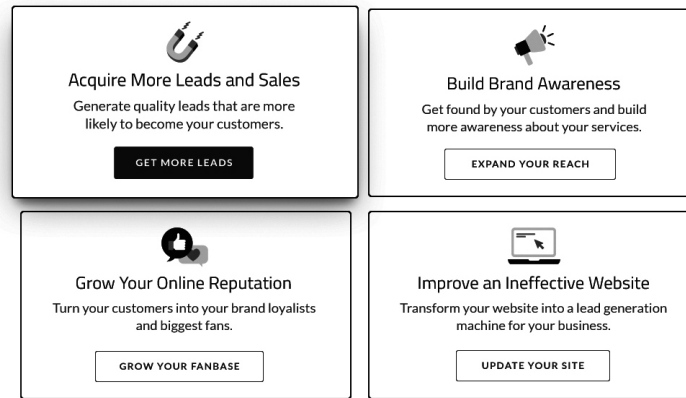 Acquire More Leads and Sales
Generate quality leads that are more
likely to become your customers.
GET MORE LEADS
Build Brand Awareness
Get found by your customers and build
more awareness about your services.
EXPAND YOUR REACH
Grow Your Online Reputation
Turn your customers into your brand loyalists
and biggest fans.
GROW YOUR FANBASE
Improve an Ineffective Website
Transform your website into a lead generation
machine for your business.
UPDATE YOUR SITE